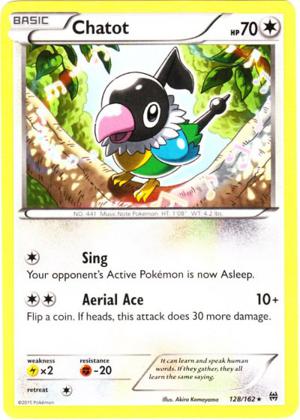 BASIC
Chatot
HP70
NO. 441 Music Note Pokémon HT: 1'08" WT: 4.2 lbs.
Sing
Your opponent's Active Pokémon is now Asleep.
Aerial Ace 10+
Flip a coin. If heads, this attack does 30 more damage.
weakness
resistance
×2
-20
It can learn and speak human
words. If they gather, they all
learn the same saying.
retreat
Illus. Akira Komayama
128/162 ★
©2015 Pokémon